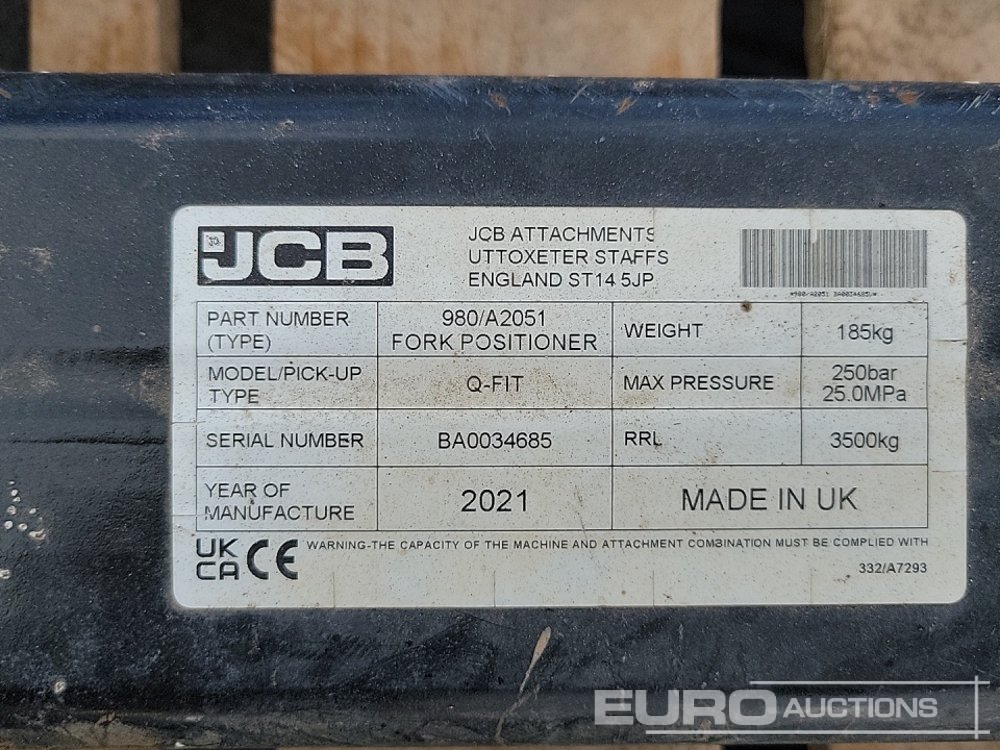 JCB
JCB ATTACHMENTS
UTTOXETER STAFFS
ENGLAND ST14 5JP
*980/A2051 BA0034685U*
PART NUMBER (TYPE)
980/A2051 FORK POSITIONER
WEIGHT
185kg
MODEL/PICK-UP TYPE
Q-FIT
MAX PRESSURE
250bar 25.0MPa
SERIAL NUMBER
BA0034685
RRL
3500kg
YEAR OF MANUFACTURE
2021
MADE IN UK
UK CA CE
WARNING-THE CAPACITY OF THE MACHINE AND ATTACHMENT COMBINATION MUST BE COMPLIED WITH
332/A7293
EURO AUCTIONS